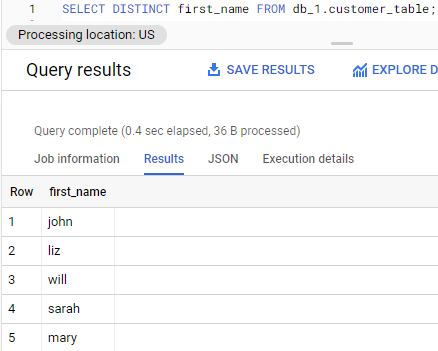 1 SELECT DISTINCT first_name FROM db_1.customer_table;
Processing location: US
Query results SAVE RESULTS EXPLORE D
Query complete (0.4 sec elapsed, 36 B processed)
Job information Results JSON Execution details
Row first_name
1 john
2 liz
3 will
4 sarah
5 mary